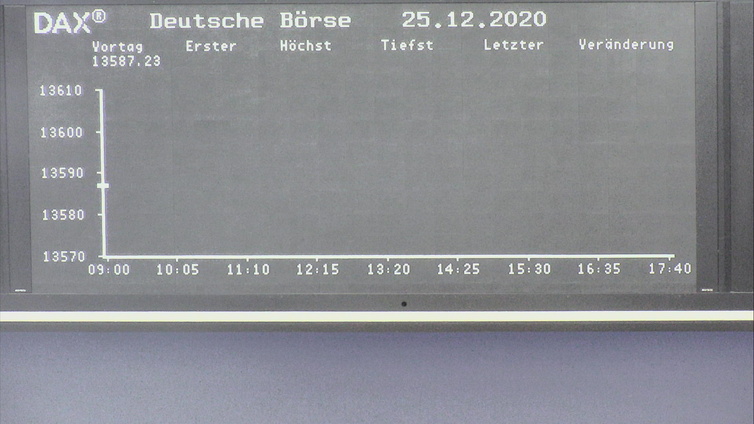 DAX® Deutsche Börse 25.12.2020
Vortag Erster Höchst Tiefst Letzter Veränderung
13587.23
13610
13600
13590
13580
13570
09:00 10:05 11:10 12:15 13:20 14:25 15:30 16:35 17:40